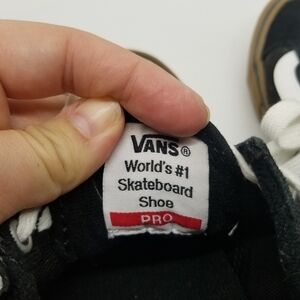 VANS®
World's #1
Skateboard
Shoe
PRO